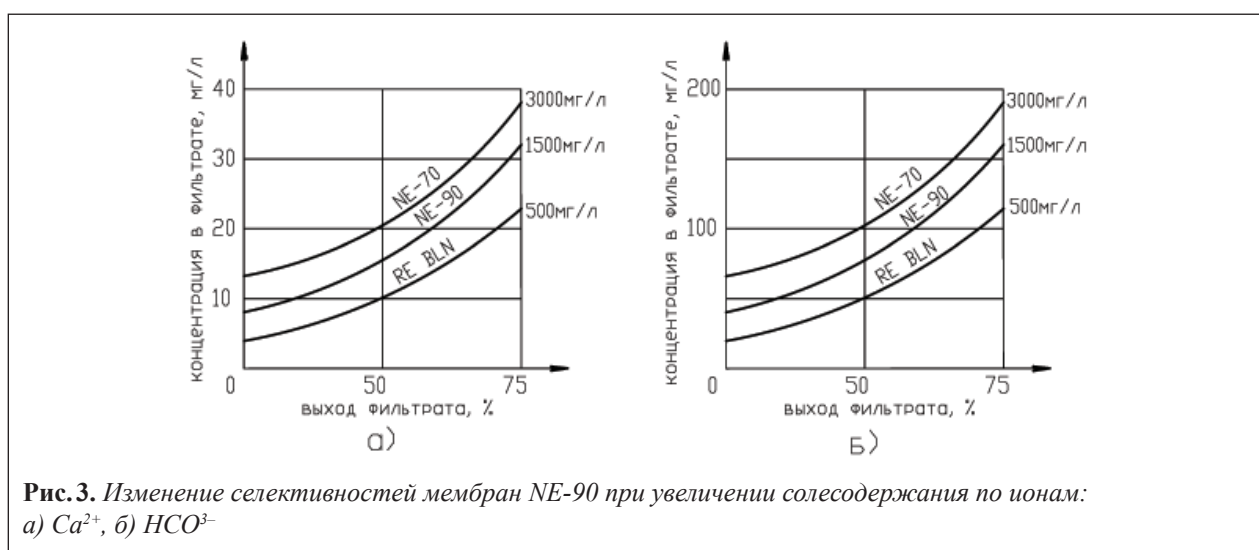 концентрация в фильтрате, мг/л
40
30
20
10
0
50
75
3000мг/л
1500мг/л
500мг/л
NE-70
NE-90
RE BLN
выход фильтрата, %
а)
концентрация в фильтрате, мг/л
200
100
0
50
75
3000мг/л
1500мг/л
500мг/л
NE-70
NE-90
RE BLN
выход фильтрата, %
Б)
Рис. 3. Изменение селективностей мембран NE-90 при увеличении солесодержания по ионам:
а) Ca²⁺, б) HCO³⁻